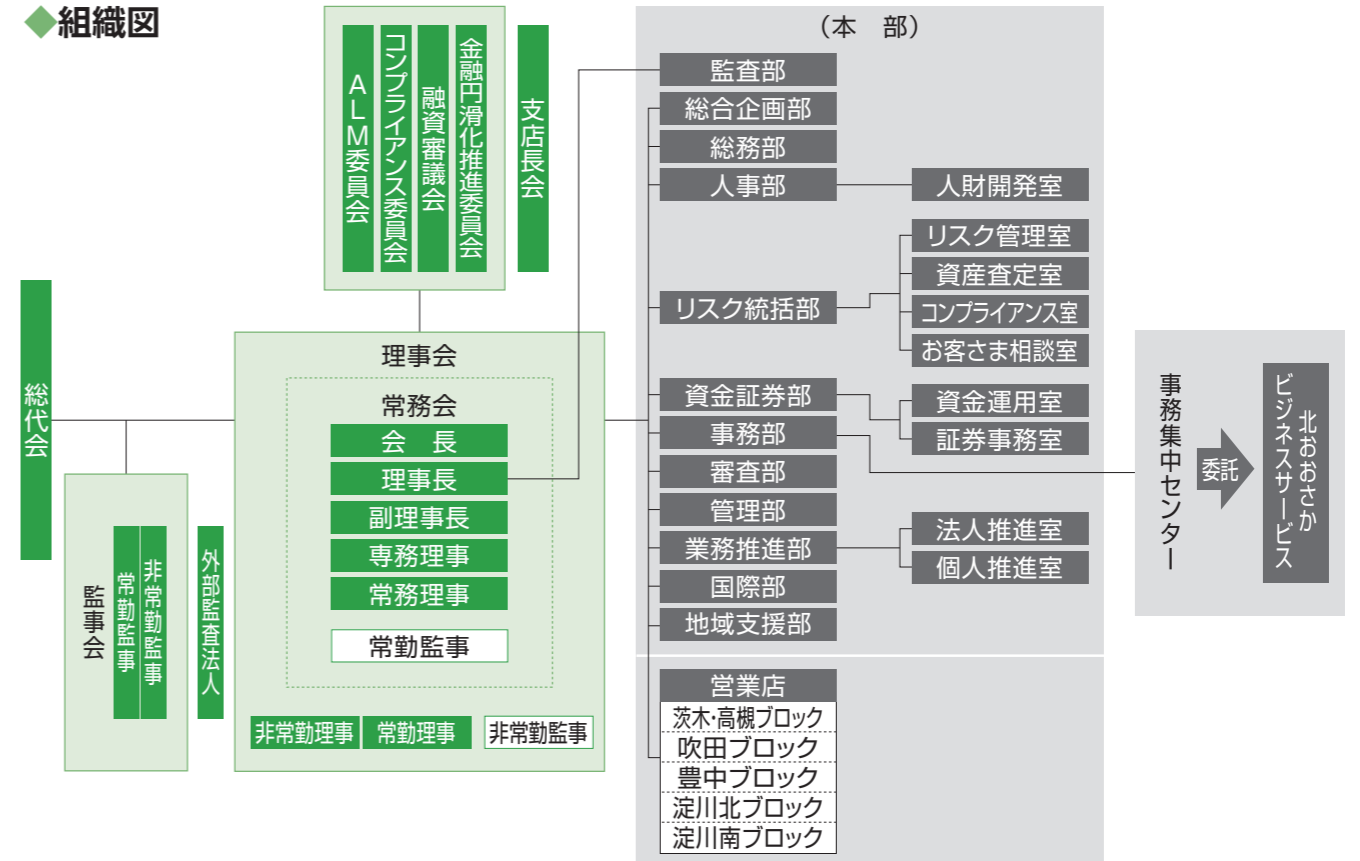 ◆組織図
ALM委員会
コンプライアンス委員会
融資審議会
金融円滑化推進委員会
支店長会
総代会
監事会
常勤監事
非常勤監事
外部監査法人
理事会
常務会
会 長
理事長
副理事長
専務理事
常務理事
常勤監事
非常勤理事
常勤理事
非常勤監事
（本 部）
監査部
総合企画部
総務部
人事部
人財開発室
リスク統括部
リスク管理室
資産査定室
コンプライアンス室
お客さま相談室
資金証券部
資金運用室
証券事務室
事務部
審査部
管理部
業務推進部
法人推進室
個人推進室
国際部
地域支援部
営業店
茨木・高槻ブロック
吹田ブロック
豊中ブロック
淀川北ブロック
淀川南ブロック
事務集中センター
委託
北おおさか
ビジネスサービス